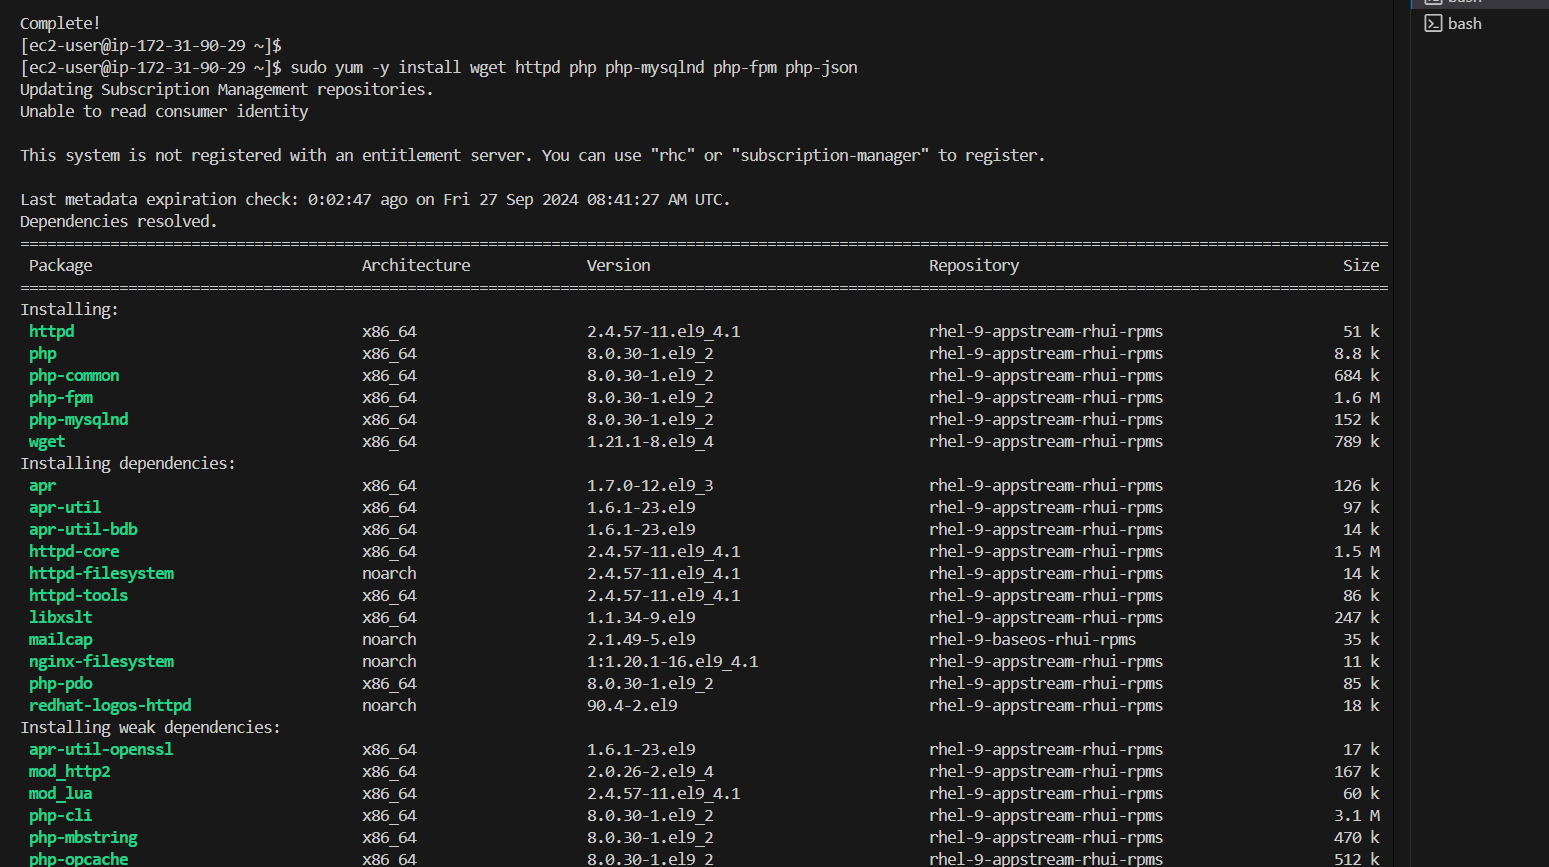 bash
Complete!
bash
[ec2-user@ip-172-31-90-29 ~]$
[ec2-user@ip-172-31-90-29 ~]$ sudo yum -y install wget httpd php php-mysqlnd php-fpm php-json
Updating Subscription Management repositories.
Unable to read consumer identity
This system is not registered with an entitlement server. You can use "rhc" or "subscription-manager" to register.
Last metadata expiration check: 0:02:47 ago on Fri 27 Sep 2024 08:41:27 AM UTC.
Dependencies resolved.
Package Architecture Version Repository Size
Installing:
httpd x86_64 2.4.57-11.el9_4.1 rhel-9-appstream-rhui-rpms 51 k
php x86_64 8.0.30-1.el9_2 rhel-9-appstream-rhui-rpms 8.8 k
php-common x86_64 8.0.30-1.el9_2 rhel-9-appstream-rhui-rpms 684 k
php-fpm x86_64 8.0.30-1.el9_2 rhel-9-appstream-rhui-rpms 1.6 M
php-mysqlnd x86_64 8.0.30-1.el9_2 rhel-9-appstream-rhui-rpms 152 k
wget x86_64 1.21.1-8.el9_4 rhel-9-appstream-rhui-rpms 789 k
Installing dependencies:
apr x86_64 1.7.0-12.el9_3 rhel-9-appstream-rhui-rpms 126 k
apr-util x86_64 1.6.1-23.el9 rhel-9-appstream-rhui-rpms 97 k
apr-util-bdb x86_64 1.6.1-23.el9 rhel-9-appstream-rhui-rpms 14 k
httpd-core x86_64 2.4.57-11.el9_4.1 rhel-9-appstream-rhui-rpms 1.5 M
httpd-filesystem noarch 2.4.57-11.el9_4.1 rhel-9-appstream-rhui-rpms 14 k
httpd-tools x86_64 2.4.57-11.el9_4.1 rhel-9-appstream-rhui-rpms 86 k
libxslt x86_64 1.1.34-9.el9 rhel-9-appstream-rhui-rpms 247 k
mailcap noarch 2.1.49-5.el9 rhel-9-baseos-rhui-rpms 35 k
nginx-filesystem noarch 1:1.20.1-16.el9_4.1 rhel-9-appstream-rhui-rpms 11 k
php-pdo x86_64 8.0.30-1.el9_2 rhel-9-appstream-rhui-rpms 85 k
redhat-logos-httpd noarch 90.4-2.el9 rhel-9-appstream-rhui-rpms 18 k
Installing weak dependencies:
apr-util-openssl x86_64 1.6.1-23.el9 rhel-9-appstream-rhui-rpms 17 k
mod_http2 x86_64 2.0.26-2.el9_4 rhel-9-appstream-rhui-rpms 167 k
mod_lua x86_64 2.4.57-11.el9_4.1 rhel-9-appstream-rhui-rpms 60 k
php-cli x86_64 8.0.30-1.el9_2 rhel-9-appstream-rhui-rpms 3.1 M
php-mbstring x86_64 8.0.30-1.el9_2 rhel-9-appstream-rhui-rpms 470 k
php-opcache x86_64 8.0.30-1.el9_2 rhel-9-appstream-rhui-rpms 512 k